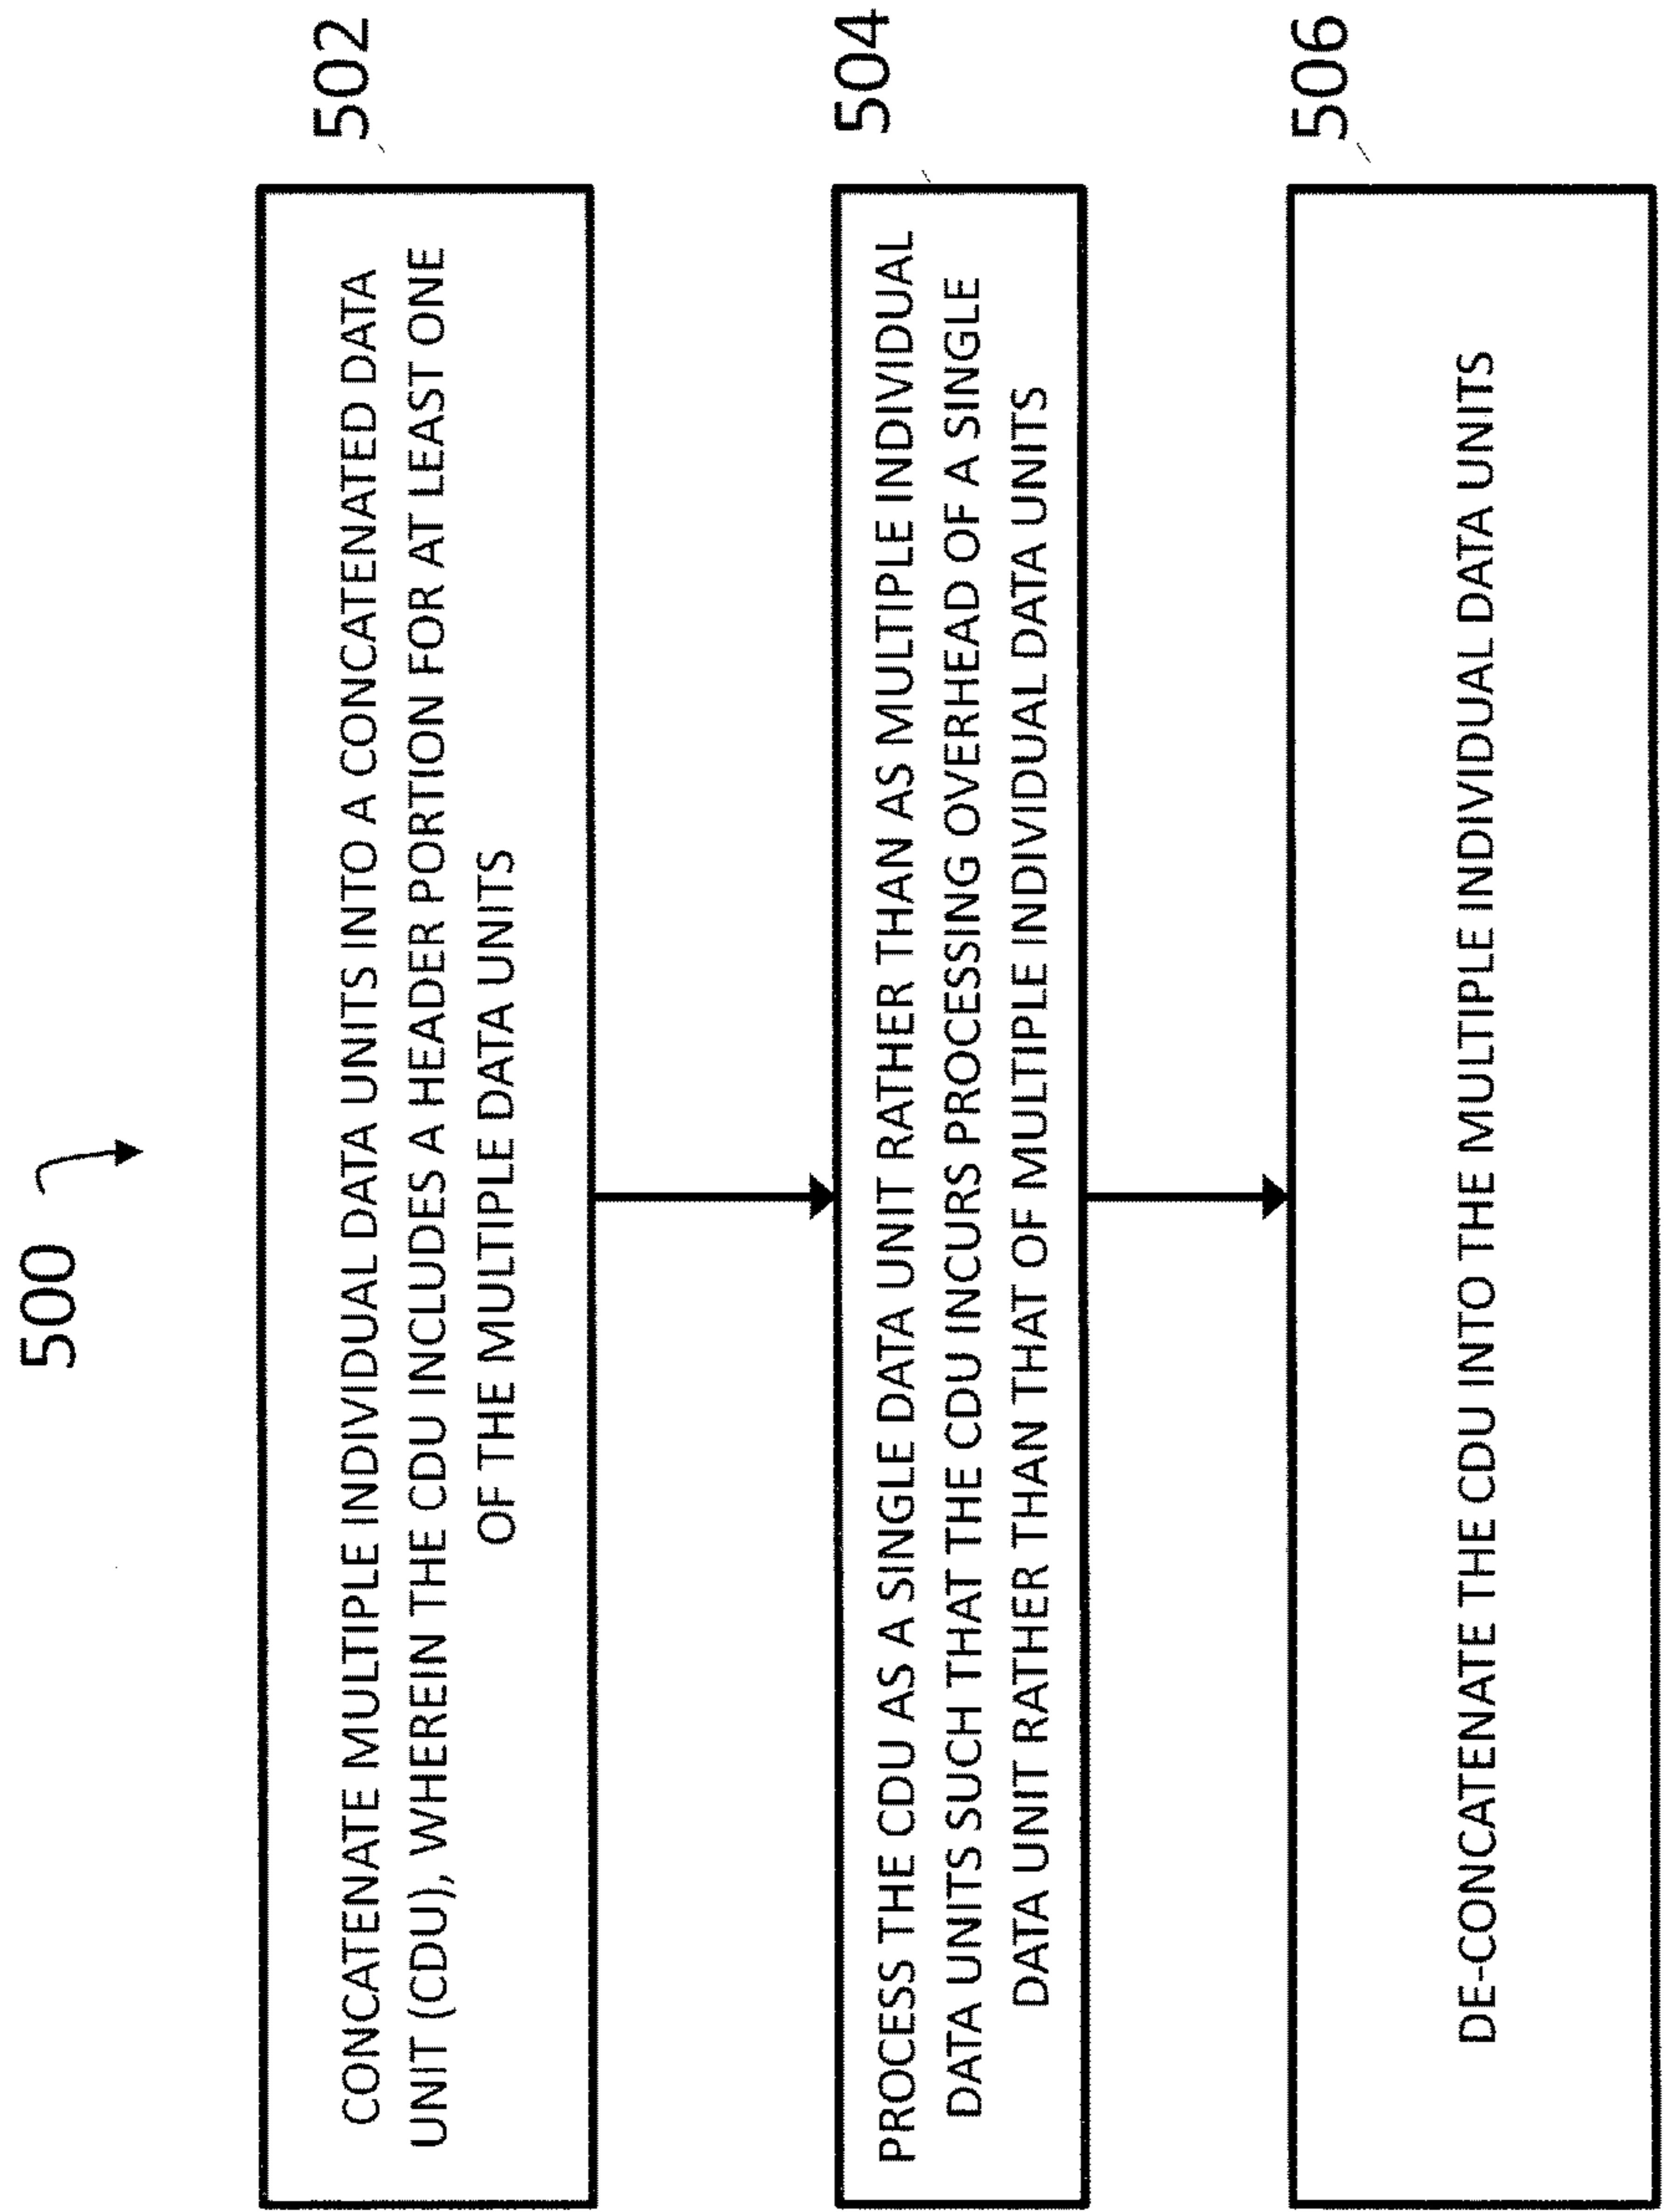 500
502
CONCATENATE MULTIPLE INDIVIDUAL DATA UNITS INTO A CONCATENATED DATA
UNIT (CDU), WHEREIN THE CDU INCLUDES A HEADER PORTION FOR AT LEAST ONE
OF THE MULTIPLE DATA UNITS
504
PROCESS THE CDU AS A SINGLE DATA UNIT RATHER THAN AS MULTIPLE INDIVIDUAL
DATA UNITS SUCH THAT THE CDU INCURS PROCESSING OVERHEAD OF A SINGLE
DATA UNIT RATHER THAN THAT OF MULTIPLE INDIVIDUAL DATA UNITS
506
DE-CONCATENATE THE CDU INTO THE MULTIPLE INDIVIDUAL DATA UNITS